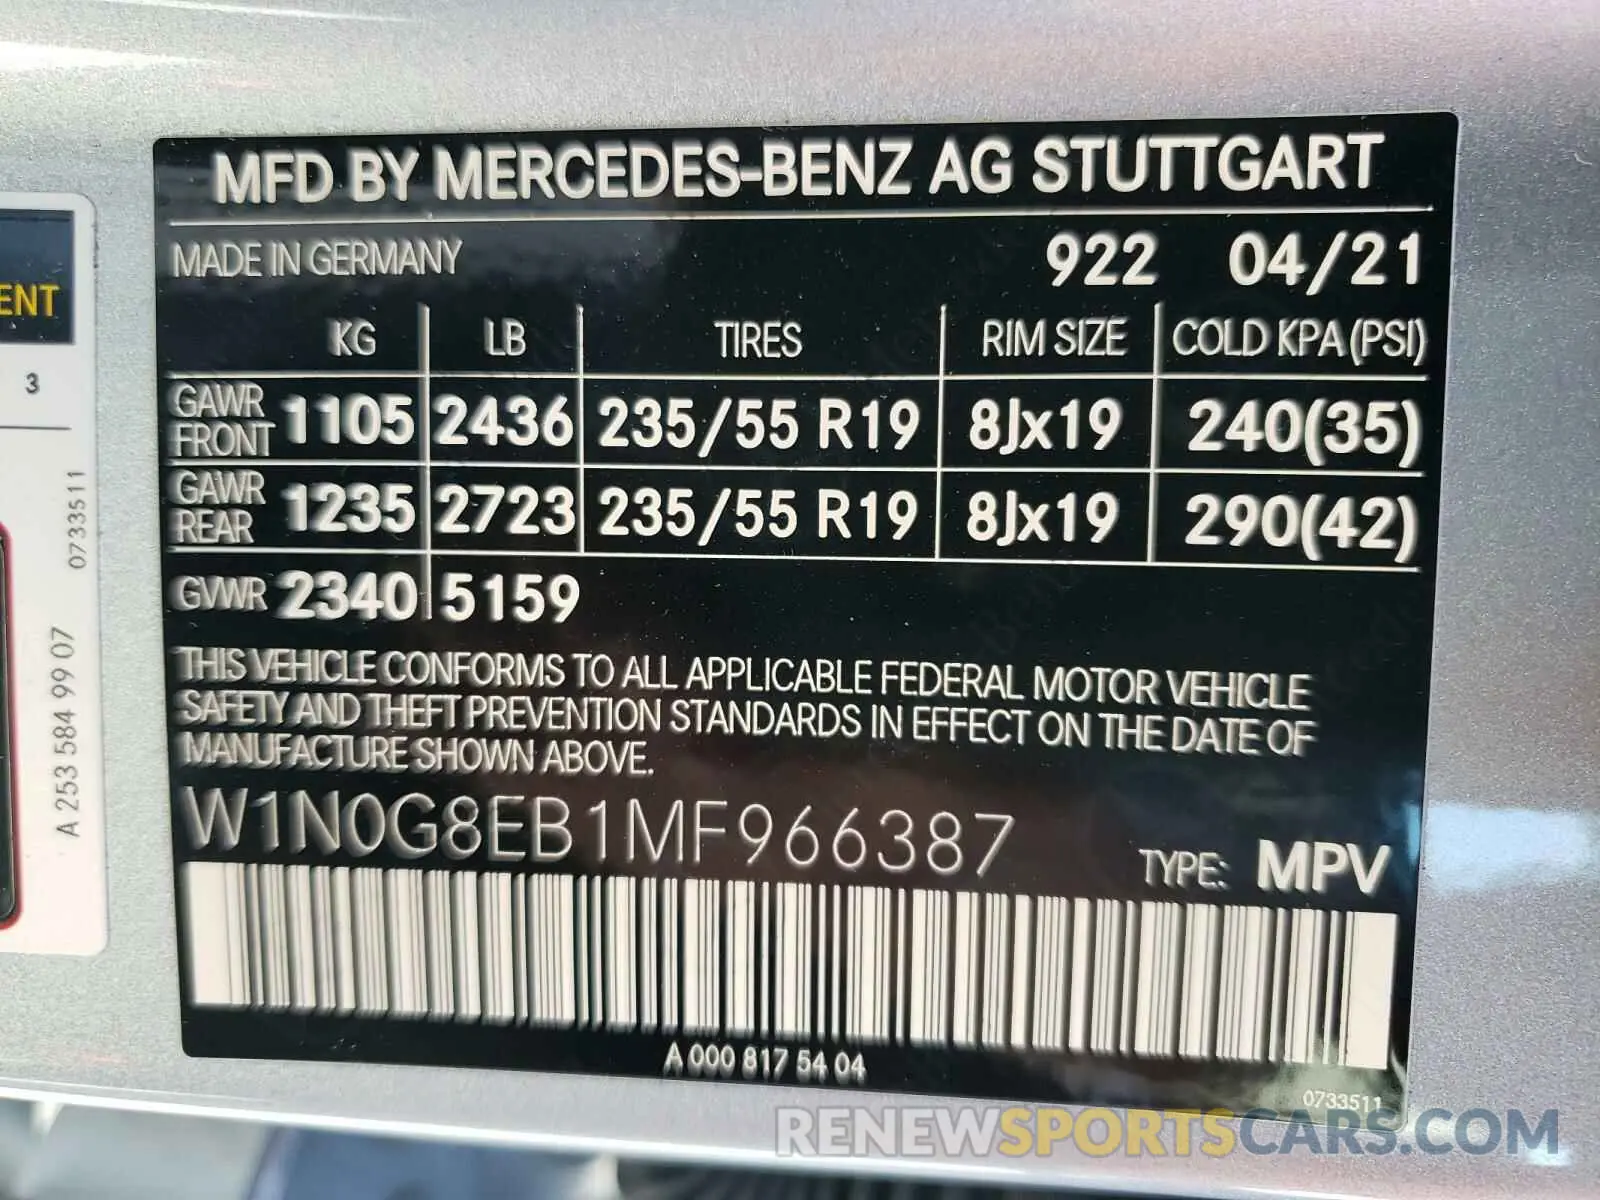 MFD BY MERCEDES-BENZ AG STUTTGART
MADE IN GERMANY 922 04/21
KG LB TIRES RIM SIZE COLD KPA (PSI)
GAWR FRONT 1105 2436 235/55 R19 8Jx19 240(35)
GAWR REAR 1235 2723 235/55 R19 8Jx19 290(42)
GVWR 2340 5159
THIS VEHICLE CONFORMS TO ALL APPLICABLE FEDERAL MOTOR VEHICLE
SAFETY AND THEFT PREVENTION STANDARDS IN EFFECT ON THE DATE OF
MANUFACTURE SHOWN ABOVE.
W1N0G8EB1MF966387
TYPE: MPV
A 000 817 54 04
0733511
ENT
3
0733511
A 253 584 99 07
RENEWSPORTSCARS.COM